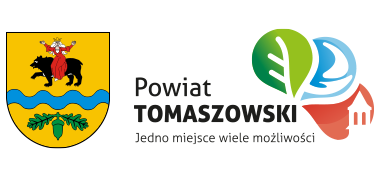 Powiat
TOMASZOWSKI
Jedno miejsce wiele możliwości